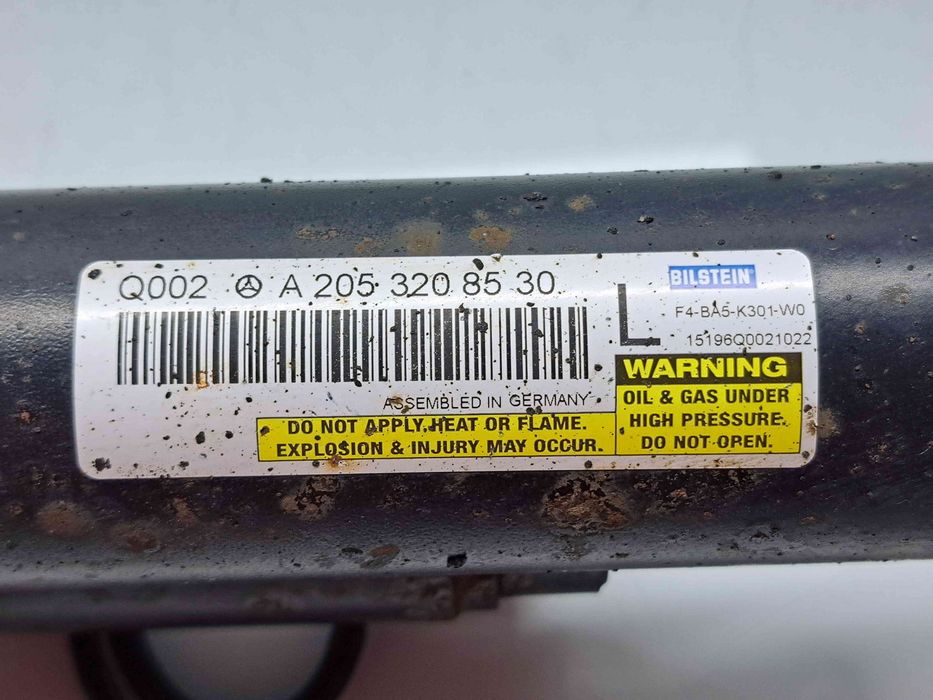 Q002 A 205 320 85 30
L
BILSTEIN®
F4-BA5-K301-W0
15196Q0021022
ASSEMBLED IN GERMANY
DO NOT APPLY HEAT OR FLAME.
EXPLOSION & INJURY MAY OCCUR.
WARNING
OIL & GAS UNDER
HIGH PRESSURE.
DO NOT OPEN.